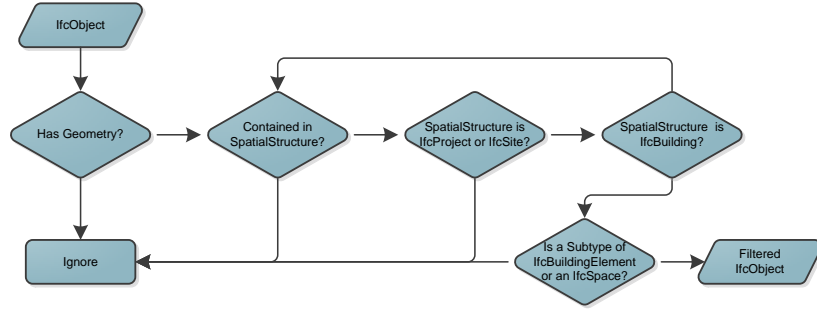 IfcObject
Has Geometry?
Contained in
SpatialStructure?
SpatialStructure is
IfcProject or IfcSite?
SpatialStructure is
IfcBuilding?
Ignore
Is a Subtype of
IfcBuildingElement
or an IfcSpace?
Filtered
IfcObject